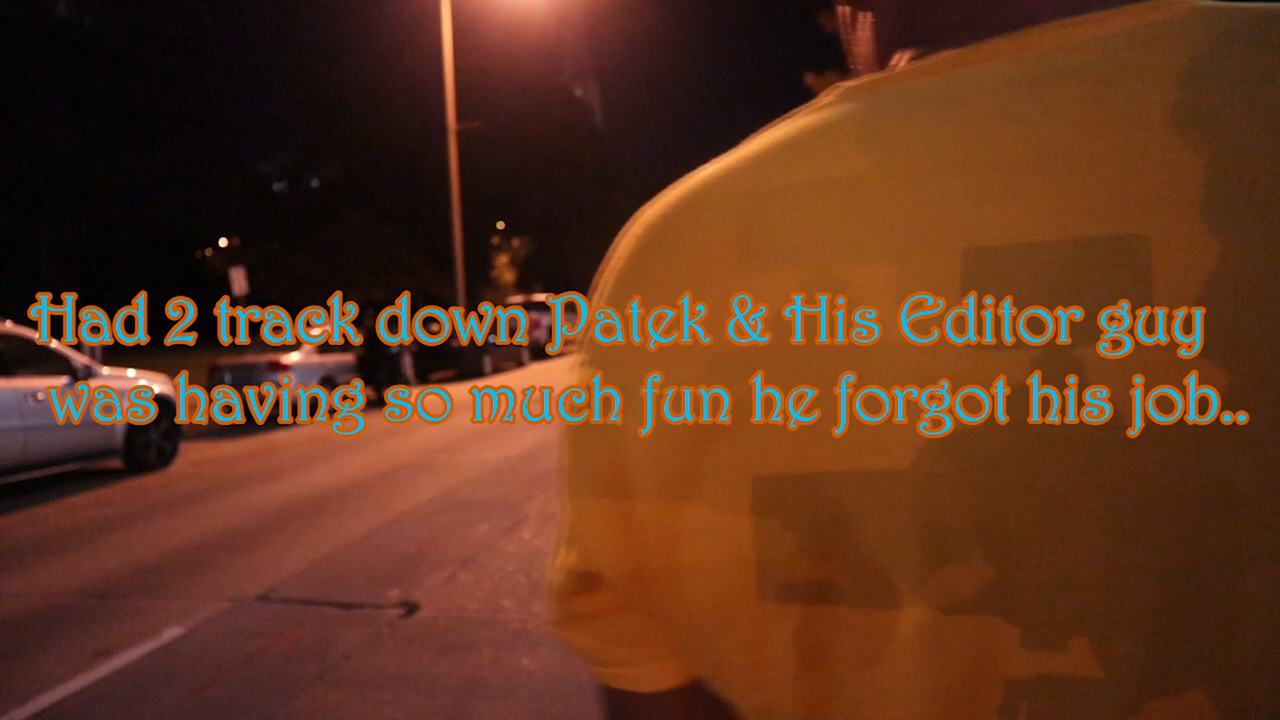 Had 2 track down Patek & His Editor guy
was having so much fun he forgot his job..